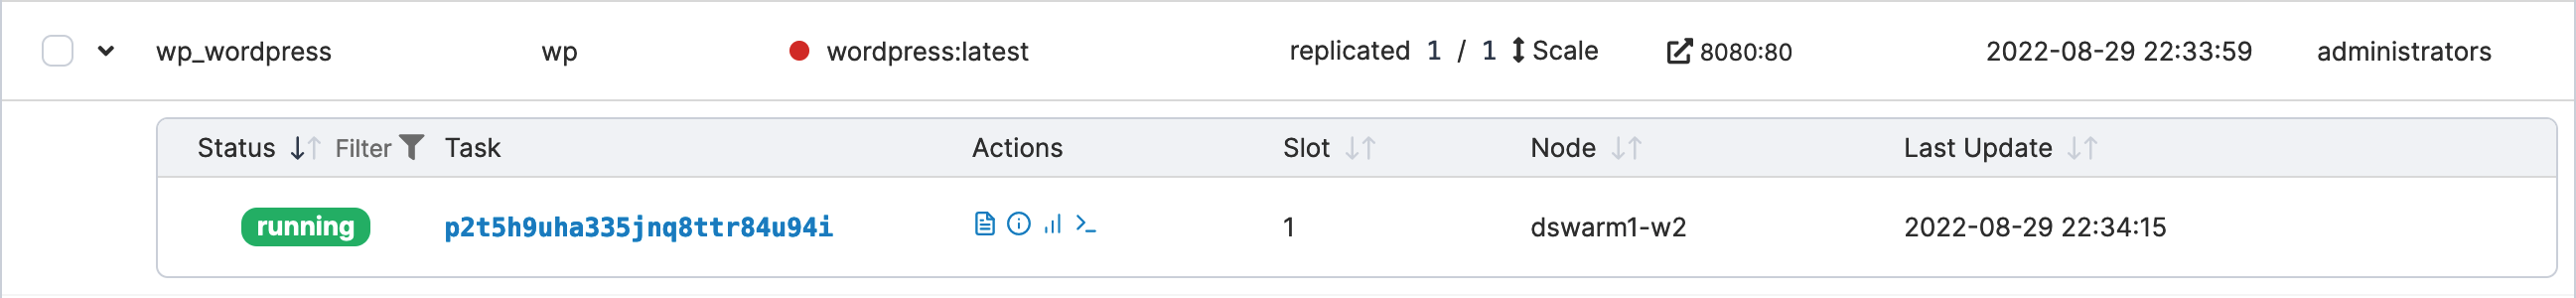 wp_wordpress wp wordpress:latest replicated 1 / 1 Scale 8080:80 2022-08-29 22:33:59 administrators
Status Filter Task Actions Slot Node Last Update
running p2t5h9uha335jnq8ttr84u94i 1 dswarm1-w2 2022-08-29 22:34:15